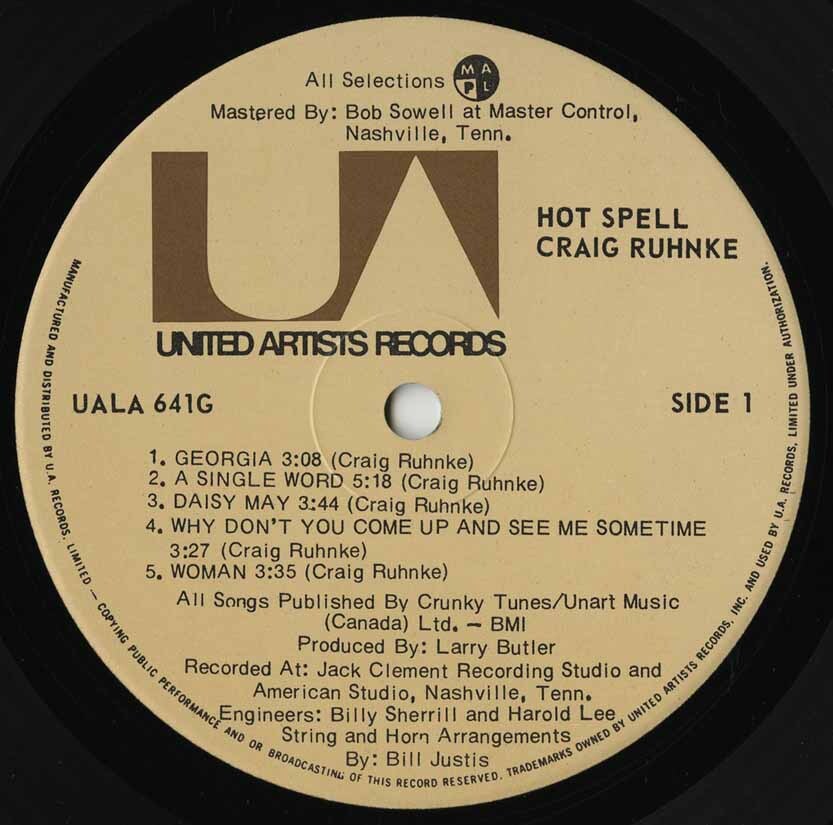 All Selections MAPL
Mastered By: Bob Sowell at Master Control,
Nashville, Tenn.
UA
HOT SPELL
CRAIG RUHNKE
UNITED ARTISTS RECORDS
UALA 641G
SIDE 1
1. GEORGIA 3:08 (Craig Ruhnke)
2. A SINGLE WORD 5:18 (Craig Ruhnke)
3. DAISY MAY 3:44 (Craig Ruhnke)
4. WHY DON'T YOU COME UP AND SEE ME SOMETIME
3:27 (Craig Ruhnke)
5. WOMAN 3:35 (Craig Ruhnke)
All Songs Published By Crunky Tunes/Unart Music
(Canada) Ltd. – BMI
Produced By: Larry Butler
Recorded At: Jack Clement Recording Studio and
American Studio, Nashville, Tenn.
Engineers: Billy Sherrill and Harold Lee
String and Horn Arrangements
By: Bill Justis
MANUFACTURED AND DISTRIBUTED BY U.A. RECORDS, LIMITED — COPYING PUBLIC PERFORMANCE AND OR BROADCASTING OF THIS RECORD RESERVED. TRADEMARKS OWNED BY UNITED ARTISTS RECORDS, INC. AND USED BY U.A. RECORDS, LIMITED UNDER AUTHORIZATION.